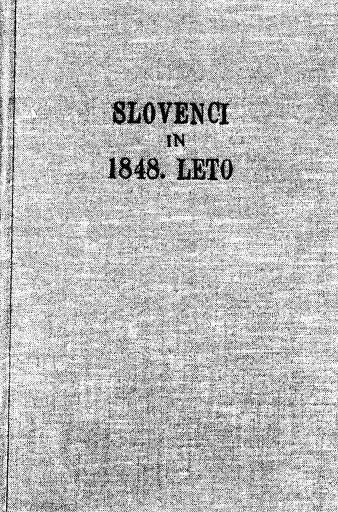 SLOVENCI
IN
1848. LETO